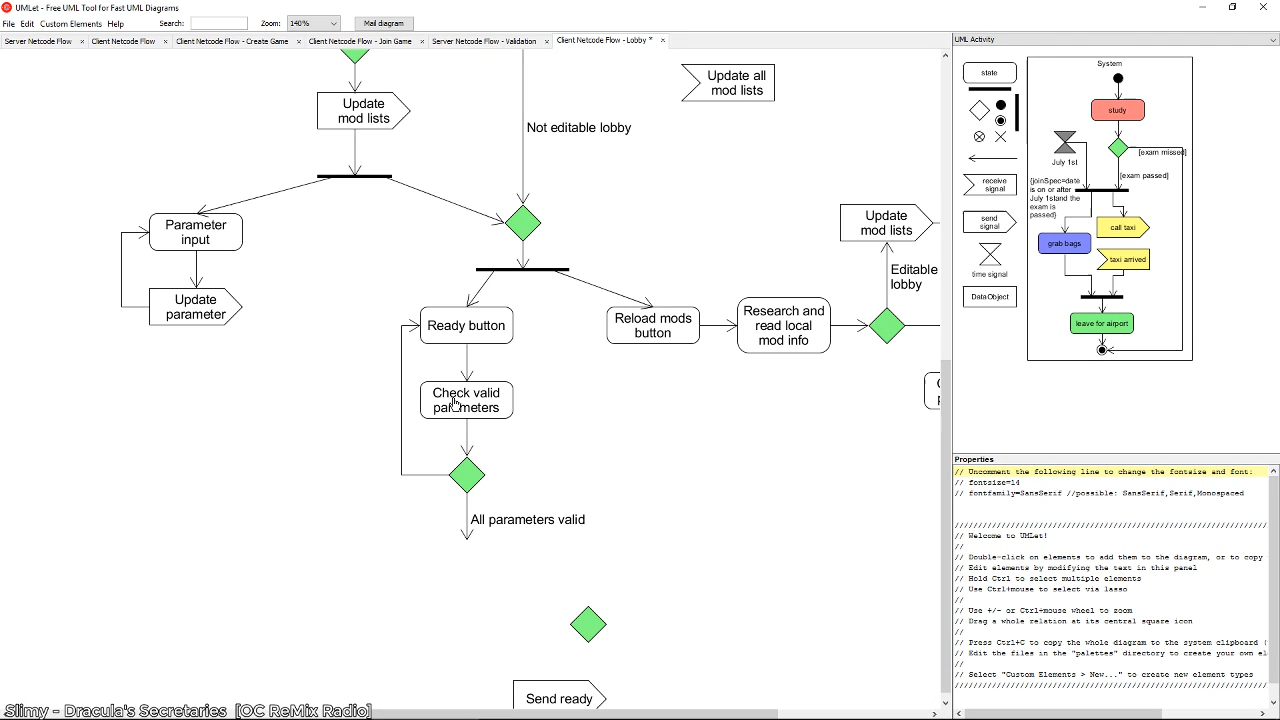 UMLet - Free UML Tool for Fast UML Diagrams
File Edit Custom Elements Help Search: Zoom: 140% Mail diagram
Server Netcode Flow × Client Netcode Flow × Client Netcode Flow - Create Game × Client Netcode Flow - Join Game × Server Netcode Flow - Validation × Client Netcode Flow - Lobby * ×
UML Activity
Update all
mod lists
Update
mod lists
Not editable lobby
Parameter
input
Update
parameter
Update
mod lists
Editable
lobby
Ready button
Reload mods
button
Research and
read local
mod info
Check valid
parameters
All parameters valid
Send ready
state
receive
signal
send
signal
time signal
DataObject
System
study
July 1st
[exam missed]
[exam passed]
{joinSpec=date
is on or after
July 1stand the
exam is
passed}
call taxi
grab bags
taxi arrived
leave for airport
Properties
// Uncomment the following line to change the fontsize and font:
// fontsize=14
// fontfamily=SansSerif //possible: SansSerif,Serif,Monospaced
//////////////////////////////////////////////////////////////
// Welcome to UMLet!
//
// Double-click on elements to add them to the diagram, or to copy
// Edit elements by modifying the text in this panel
// Hold Ctrl to select multiple elements
// Use Ctrl+mouse to select via lasso
//
// Use +/- or Ctrl+mouse wheel to zoom
// Drag a whole relation at its central square icon
//
// Press Ctrl+C to copy the whole diagram to the system clipboard (
// Edit the files in the "palettes" directory to create your own el
//
// Select "Custom Elements > New..." to create new element types
//////////////////////////////////////////////////////////////
Slimy - Dracula's Secretaries [OC ReMix Radio]